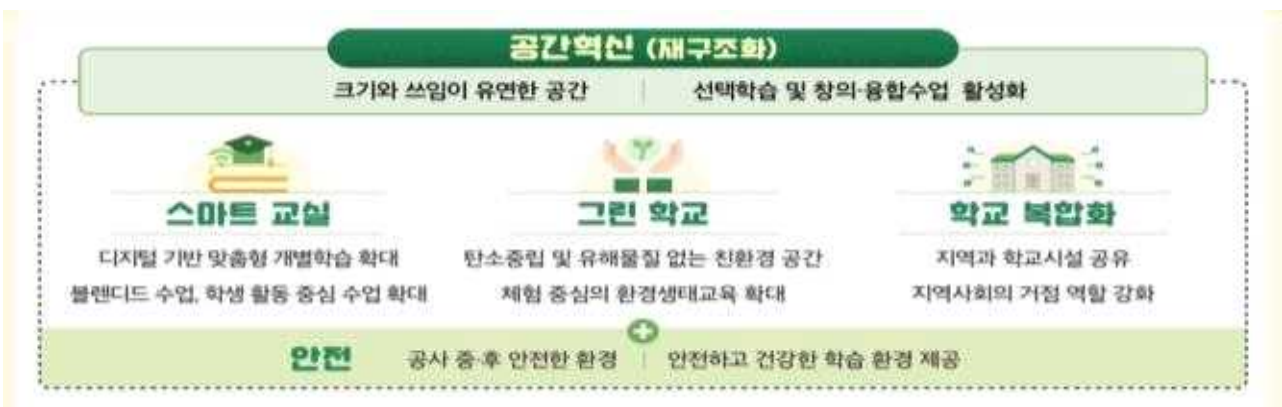 공간혁신 (재구조화)
크기와 쓰임이 유연한 공간 | 선택학습 및 창의·융합수업 활성화
스마트 교실
디지털 기반 맞춤형 개별학습 확대
블렌디드 수업, 학생 활동 중심 수업 확대
그린 학교
탄소중립 및 유해물질 없는 친환경 공간
체험 중심의 환경생태교육 확대
학교 복합화
지역과 학교시설 공유
지역사회의 거점 역할 강화
안전 공사 중·후 안전한 환경 | 안전하고 건강한 학습 환경 제공